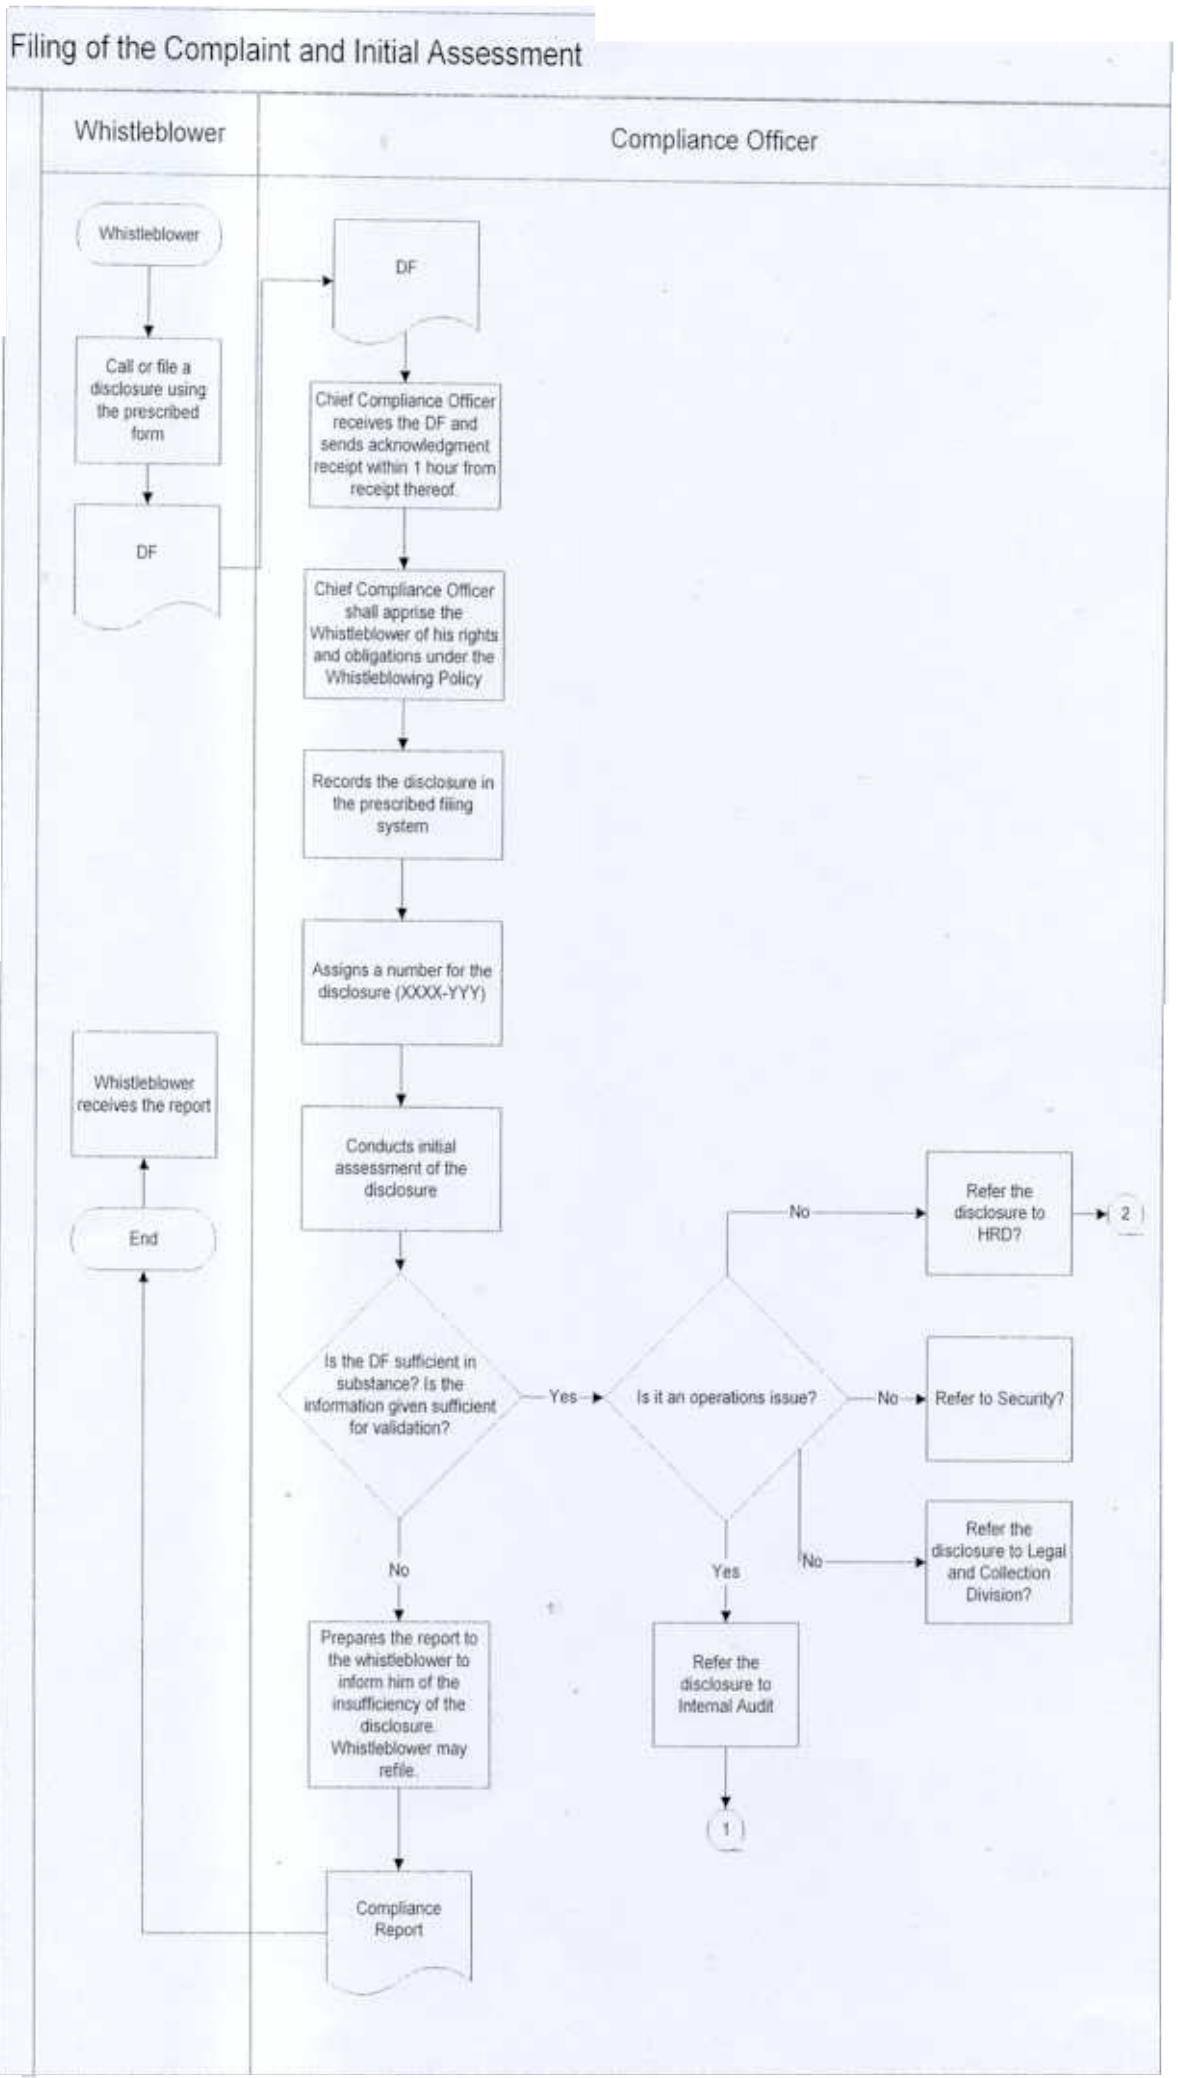 Filing of the Complaint and Initial Assessment
Whistleblower
Compliance Officer
Whistleblower
Call or file a
disclosure using
the prescribed
form
DF
DF
Chief Compliance Officer
receives the DF and
sends acknowledgment
receipt within 1 hour from
receipt thereof.
Chief Compliance Officer
shall apprise the
Whistleblower of his rights
and obligations under the
Whistleblowing Policy
Records the disclosure in
the prescribed filing
system
Assigns a number for the
disclosure (XXXX-YYY)
Conducts initial
assessment of the
disclosure
Is the DF sufficient in
substance? Is the
information given sufficient
for validation?
Yes
Is it an operations issue?
No
Refer the
disclosure to
HRD?
2
No
Refer to Security?
No
Refer the
disclosure to Legal
and Collection
Division?
Yes
Refer the
disclosure to
Internal Audit
1
No
Prepares the report to
the whistleblower to
inform him of the
insufficiency of the
disclosure.
Whistleblower may
refile.
Compliance
Report
End
Whistleblower
receives the report